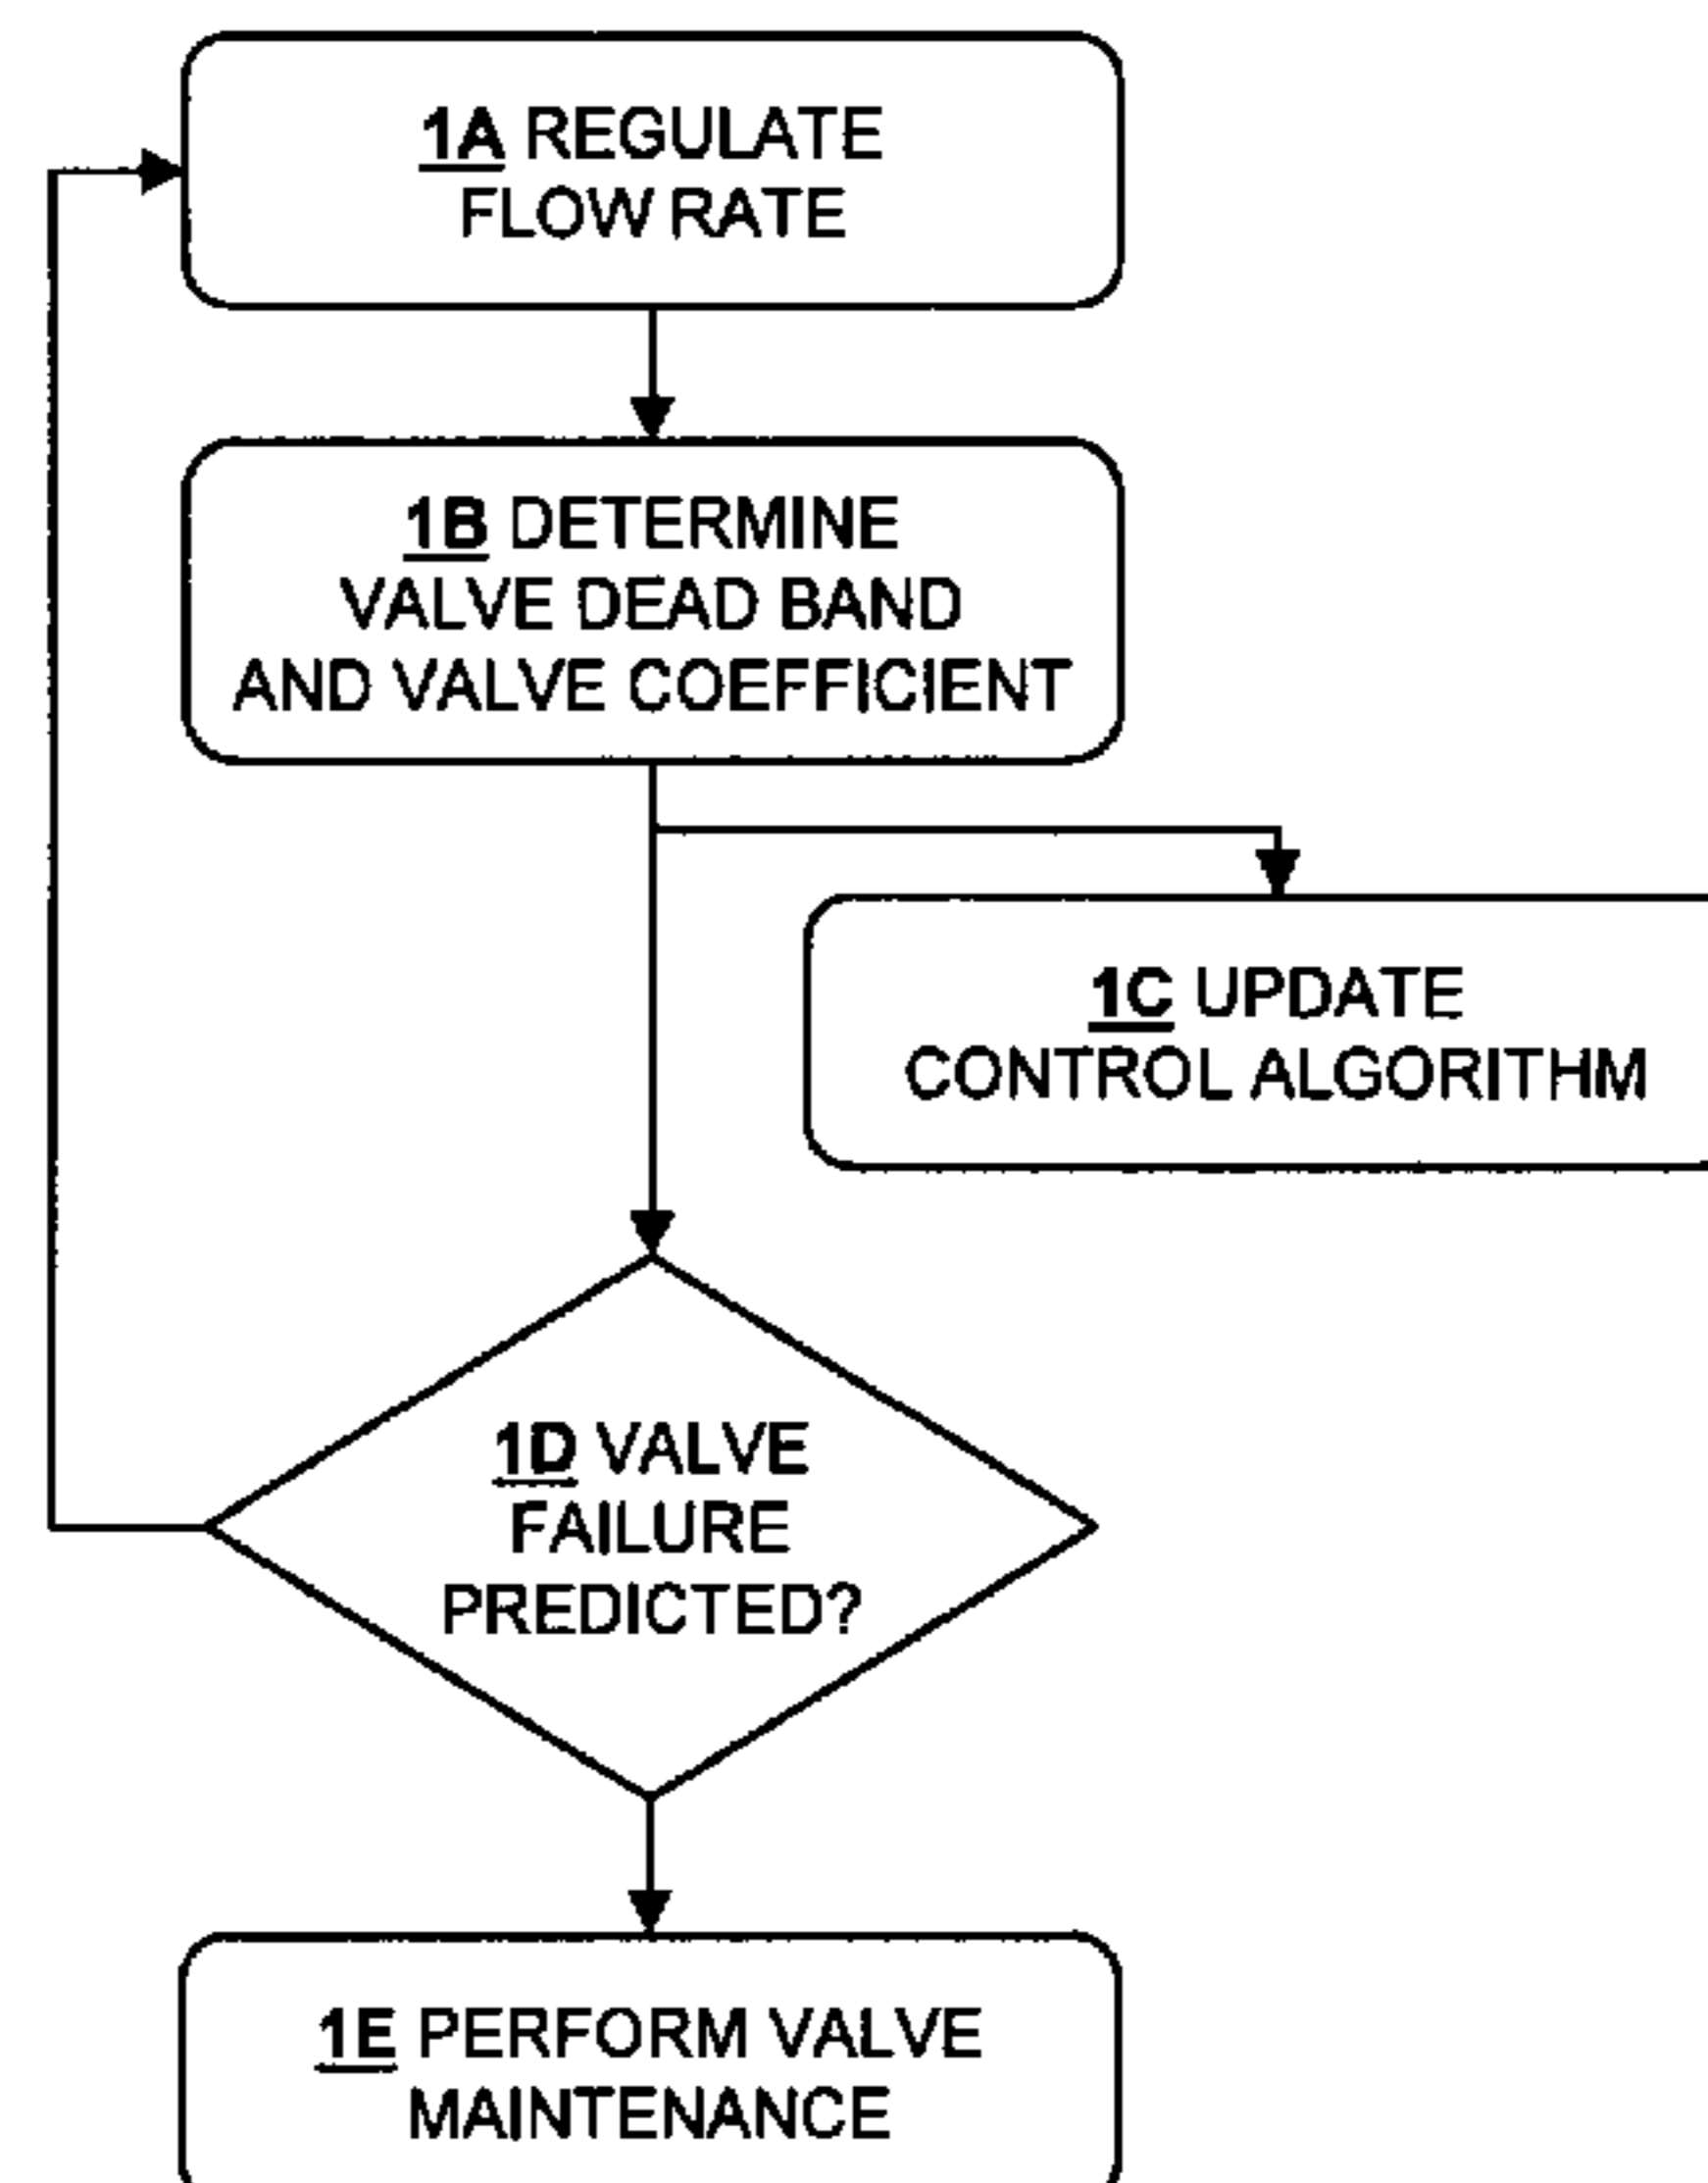 1A REGULATE
FLOW RATE
1B DETERMINE
VALVE DEAD BAND
AND VALVE COEFFICIENT
1C UPDATE
CONTROL ALGORITHM
1D VALVE
FAILURE
PREDICTED?
1E PERFORM VALVE
MAINTENANCE